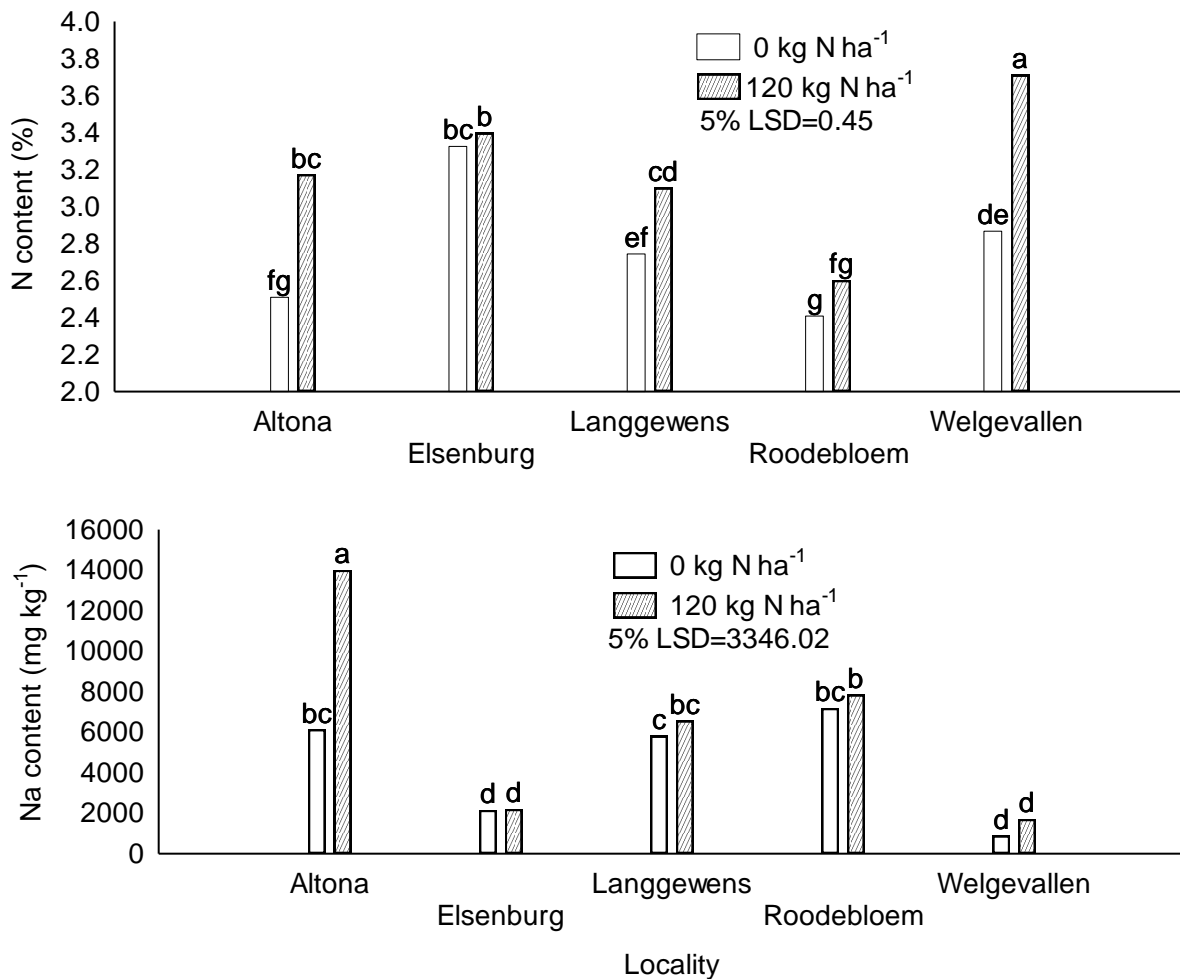 4.0
3.8
3.6
3.4
3.2
3.0
2.8
2.6
2.4
2.2
2.0
N content (%)
0 kg N ha⁻¹
120 kg N ha⁻¹
5% LSD=0.45
fg
bc
bc
b
ef
cd
g
fg
de
a
Altona
Elsenburg
Langgewens
Roodebloem
Welgevallen
16000
14000
12000
10000
8000
6000
4000
2000
0
Na content (mg kg⁻¹)
0 kg N ha⁻¹
120 kg N ha⁻¹
5% LSD=3346.02
bc
a
d
d
c
bc
bc
b
d
d
Altona
Elsenburg
Langgewens
Roodebloem
Welgevallen
Locality